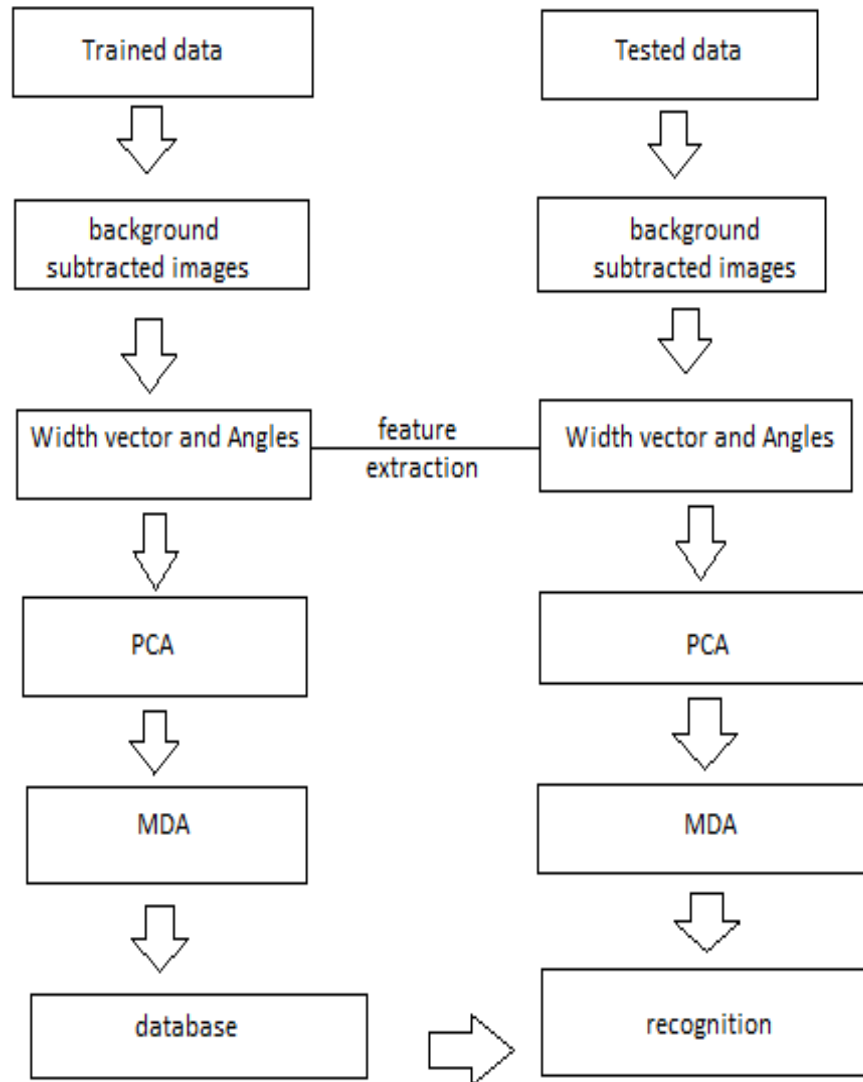 Trained data
Tested data
background
subtracted images
background
subtracted images
Width vector and Angles
feature
extraction
Width vector and Angles
PCA
PCA
MDA
MDA
database
recognition